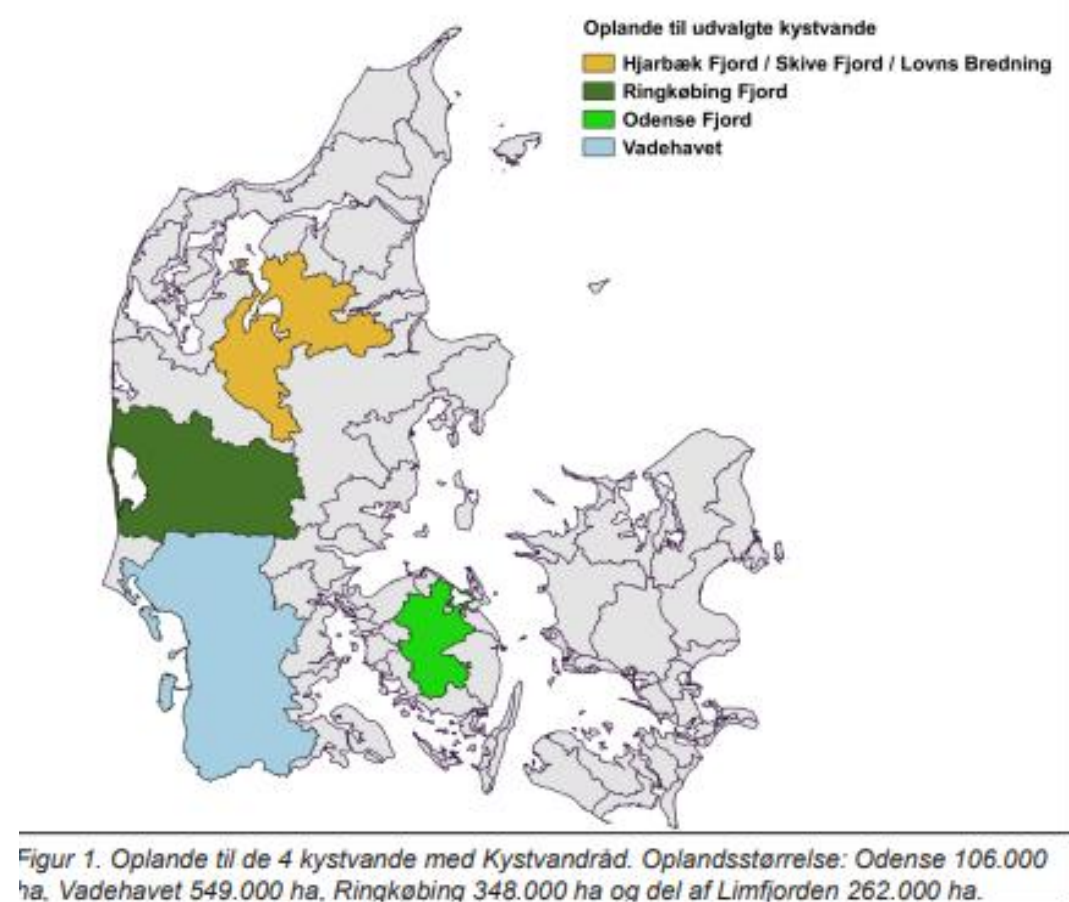 Oplande til udvalgte kystvande
Hjarbæk Fjord / Skive Fjord / Lovns Bredning
Ringkøbing Fjord
Odense Fjord
Vadehavet
Figur 1. Oplande til de 4 kystvande med Kystvandråd. Oplandsstørrelse: Odense 106.000
ha, Vadehavet 549.000 ha, Ringkøbing 348.000 ha og del af Limfjorden 262.000 ha.